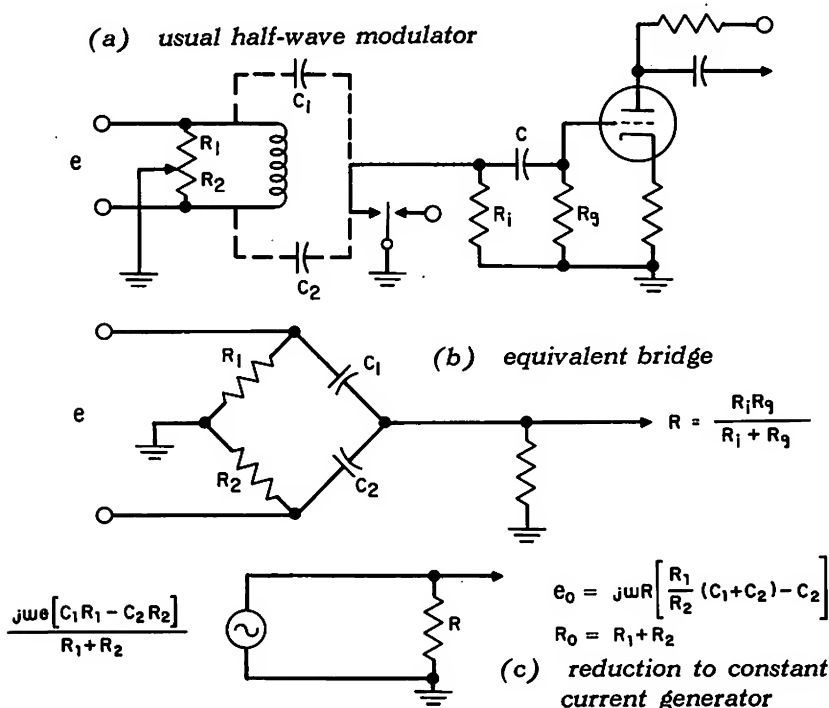 (a) usual half-wave modulator
C1
e
R1
R2
C2
C
Ri
Rg
(b) equivalent bridge
R1
C1
e
R2
C2
R = RiRg / Ri + Rg
jωe[C1R1 − C2R2] / R1 + R2
R
e0 = jωR[R1/R2 (C1+C2) − C2]
R0 = R1 + R2
(c) reduction to constant
current generator